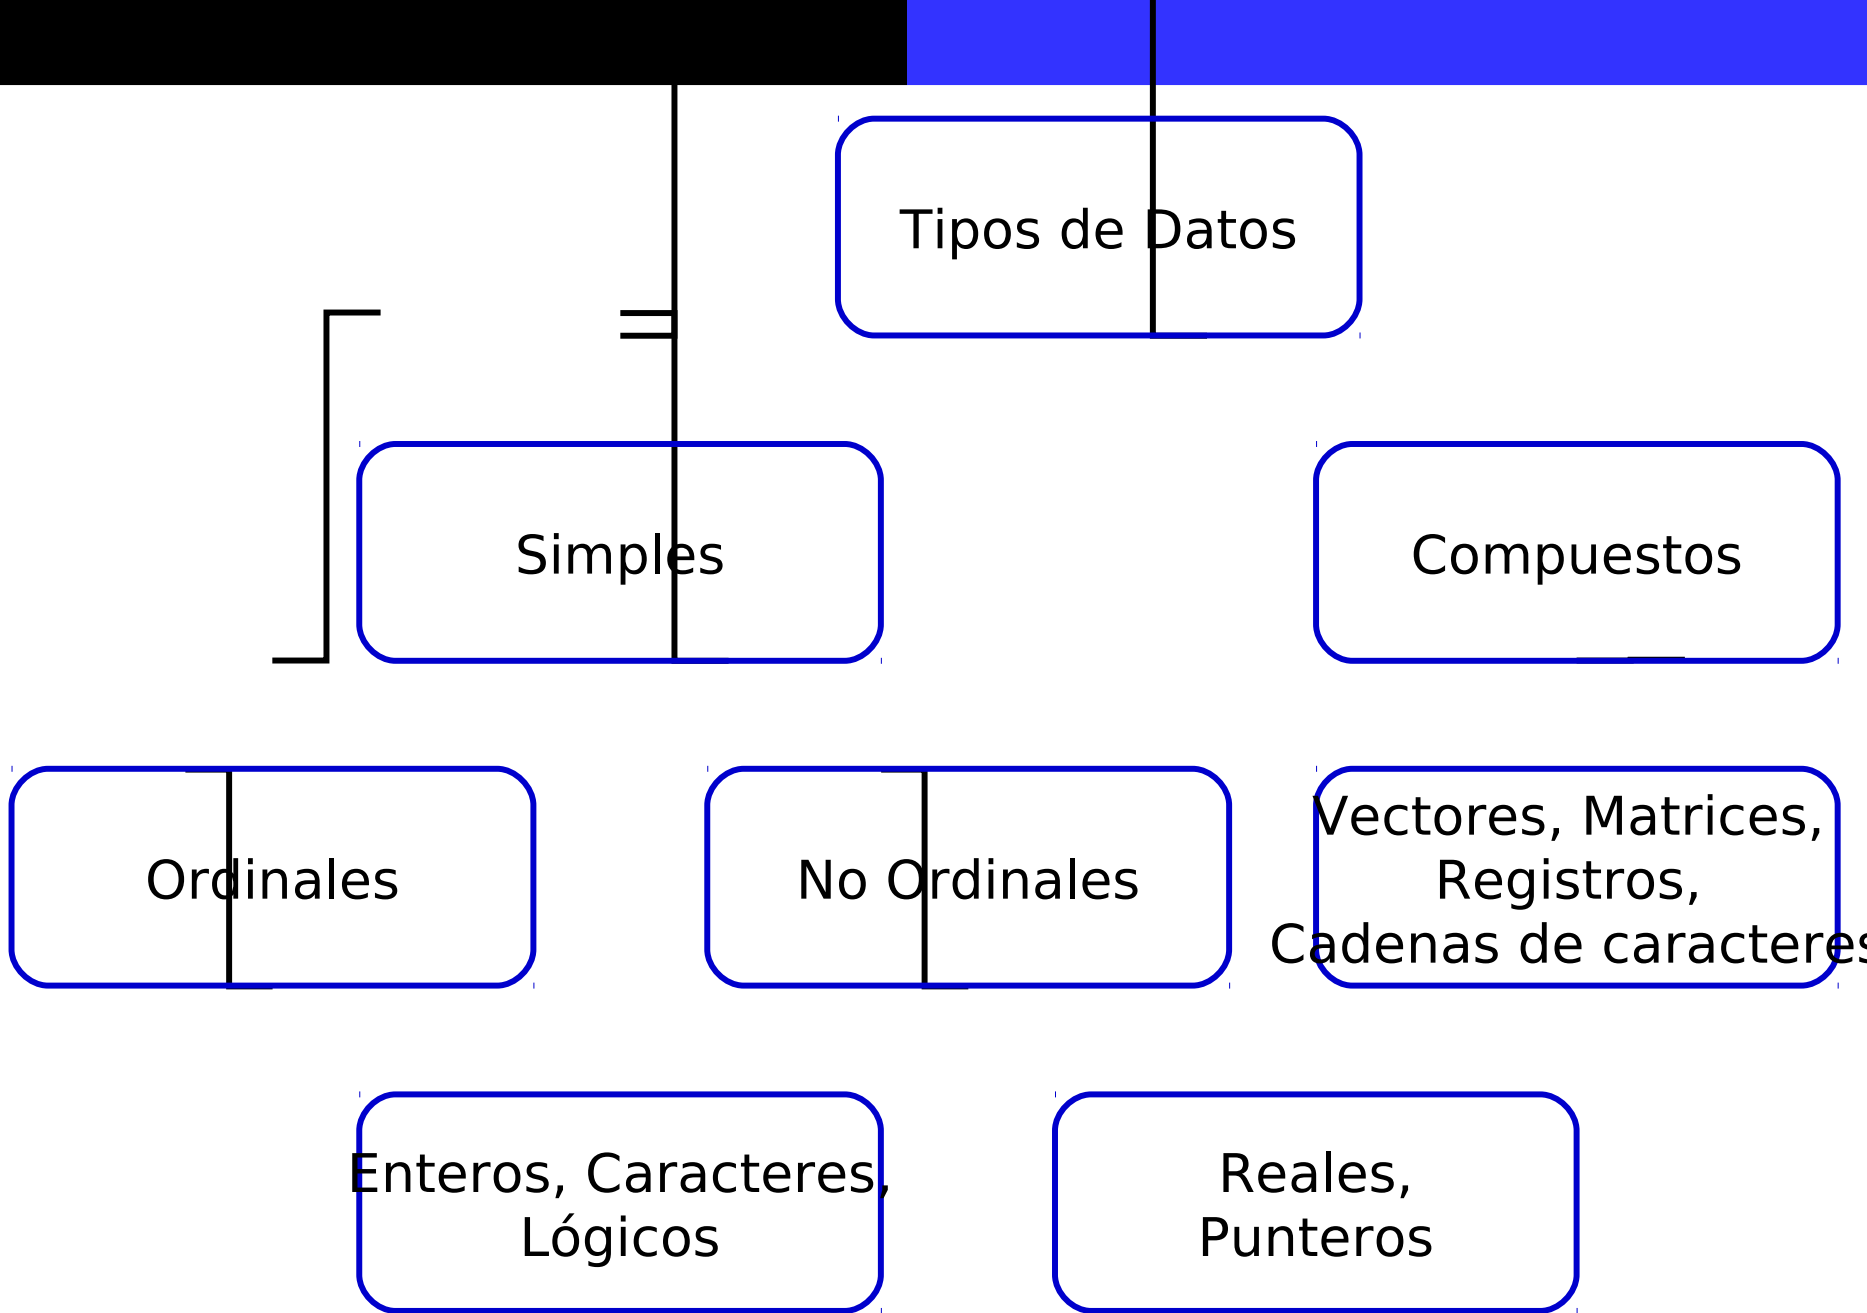 Tipos de Datos
Simples
Compuestos
Ordinales
No Ordinales
Vectores, Matrices,
Registros,
Cadenas de caracteres
Enteros, Caracteres,
Lógicos
Reales,
Punteros